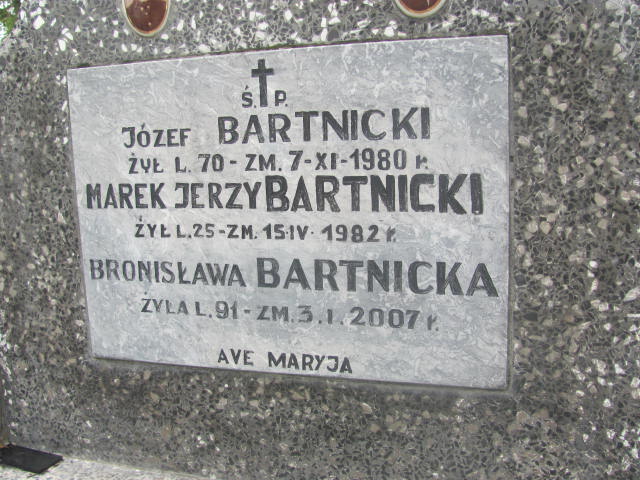 Ś.P.
JÓZEF BARTNICKI
ŻYŁ L. 70 - ZM. 7-XI-1980 r.
MAREK JERZY BARTNICKI
ŻYŁ L.25 - ZM. 15·IV· 1982 r.
BRONISŁAWA BARTNICKA
ŻYŁA L. 91 - ZM. 3.I.2007 r.
AVE MARYJA